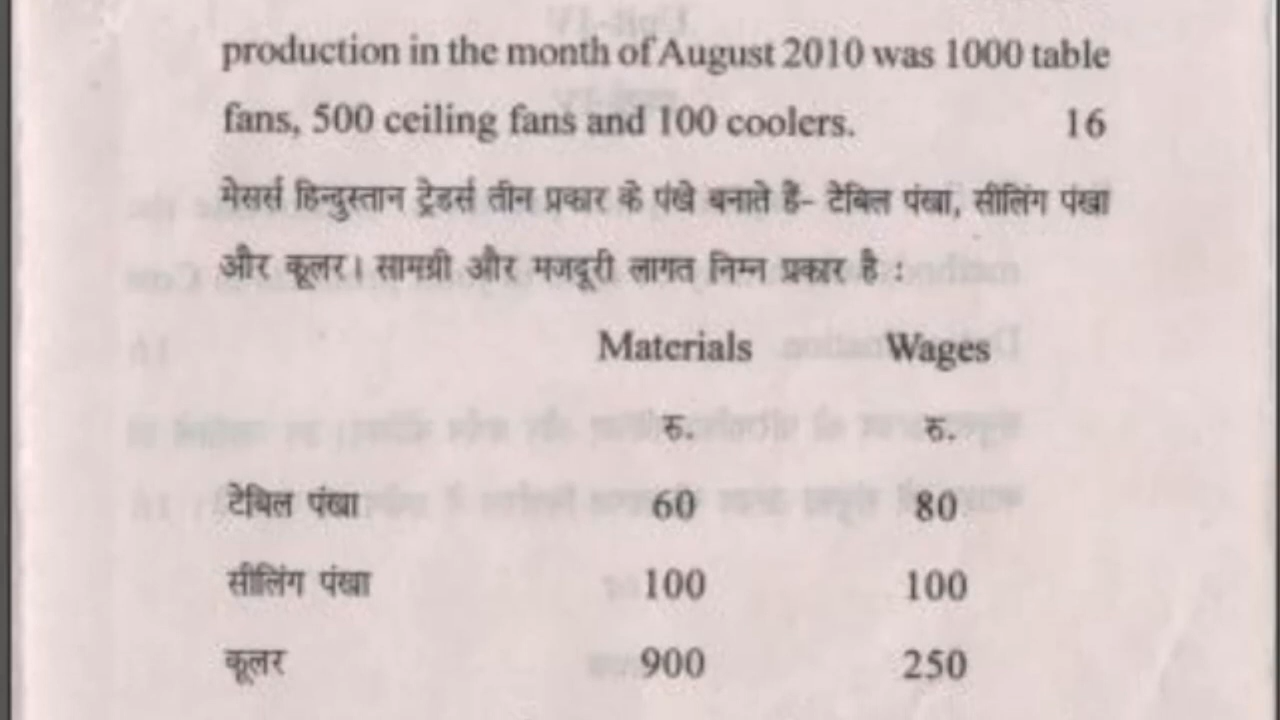 production in the month of August 2010 was 1000 table
fans, 500 ceiling fans and 100 coolers. 16
मेसर्स हिन्दुस्तान ट्रेडर्स तीन प्रकार के पंखे बनाते हैं- टेबिल पंखा, सीलिंग पंखा
और कूलर। सामग्री और मजदूरी लागत निम्न प्रकार है :
Materials Wages
रु. रु.
टेबिल पंखा 60 80
सीलिंग पंखा 100 100
कूलर 900 250